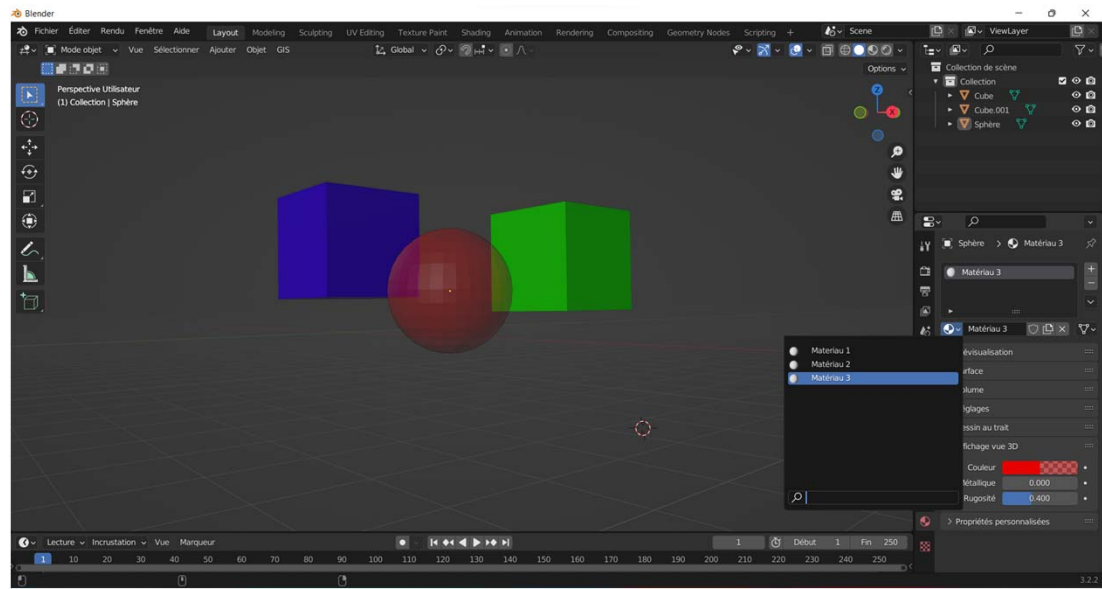 Blender
Fichier Éditer Rendu Fenêtre Aide Layout Modeling Sculpting UV Editing Texture Paint Shading Animation Rendering Compositing Geometry Nodes Scripting + Scene ViewLayer
Mode objet Vue Sélectionner Ajouter Objet GIS Global
Options
Perspective Utilisateur
(1) Collection | Sphère
Z
X
Collection de scène
Collection
Cube
Cube.001
Sphère
Sphère > Matériau 3
Matériau 3
Matériau 3
Materiau 1
Matériau 2
Matériau 3
évisualisation
rface
lume
églages
essin au trait
fichage vue 3D
Couleur
létallique 0.000
Rugosité 0.400
Propriétés personnalisées
Lecture Incrustation Vue Marqueur 1 Début 1 Fin 250
1 10 20 30 40 50 60 70 80 90 100 110 120 130 140 150 160 170 180 190 200 210 220 230 240 250
3.2.2